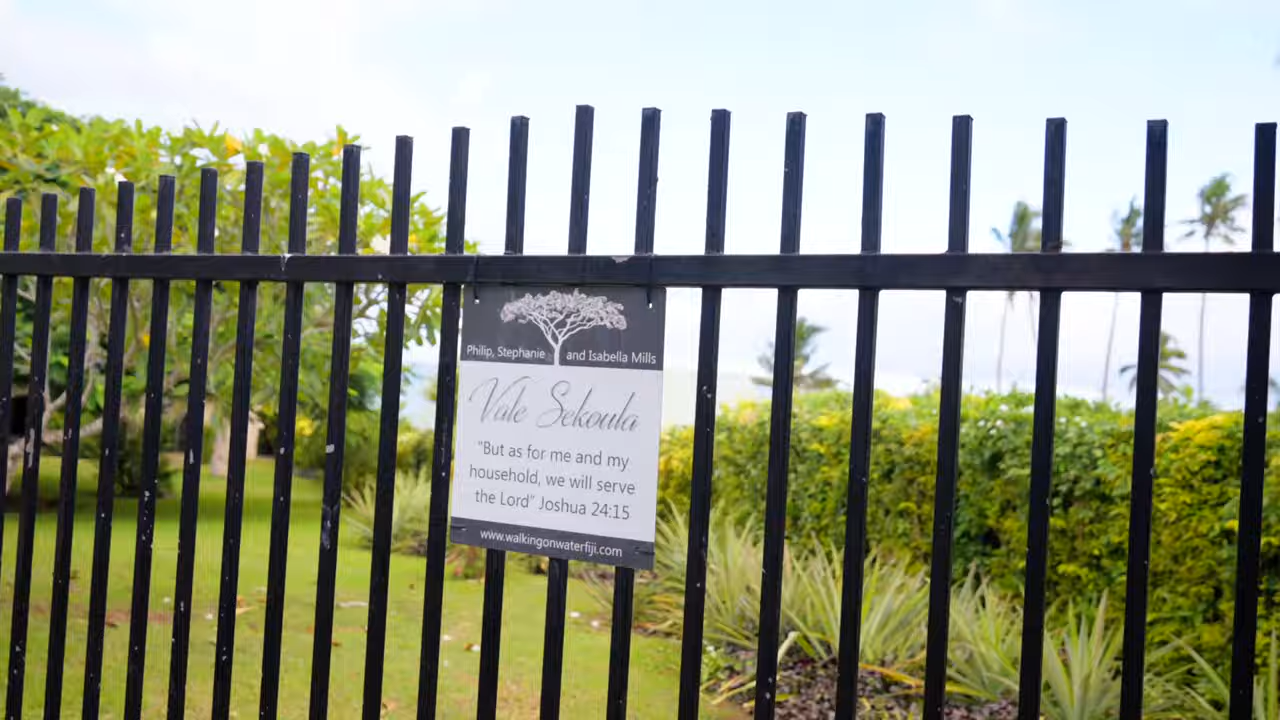 Philip, Stephanie and Isabella Mills
Vale Sekoula
"But as for me and my
household, we will serve
the Lord" Joshua 24:15
www.walkingonwaterfiji.com